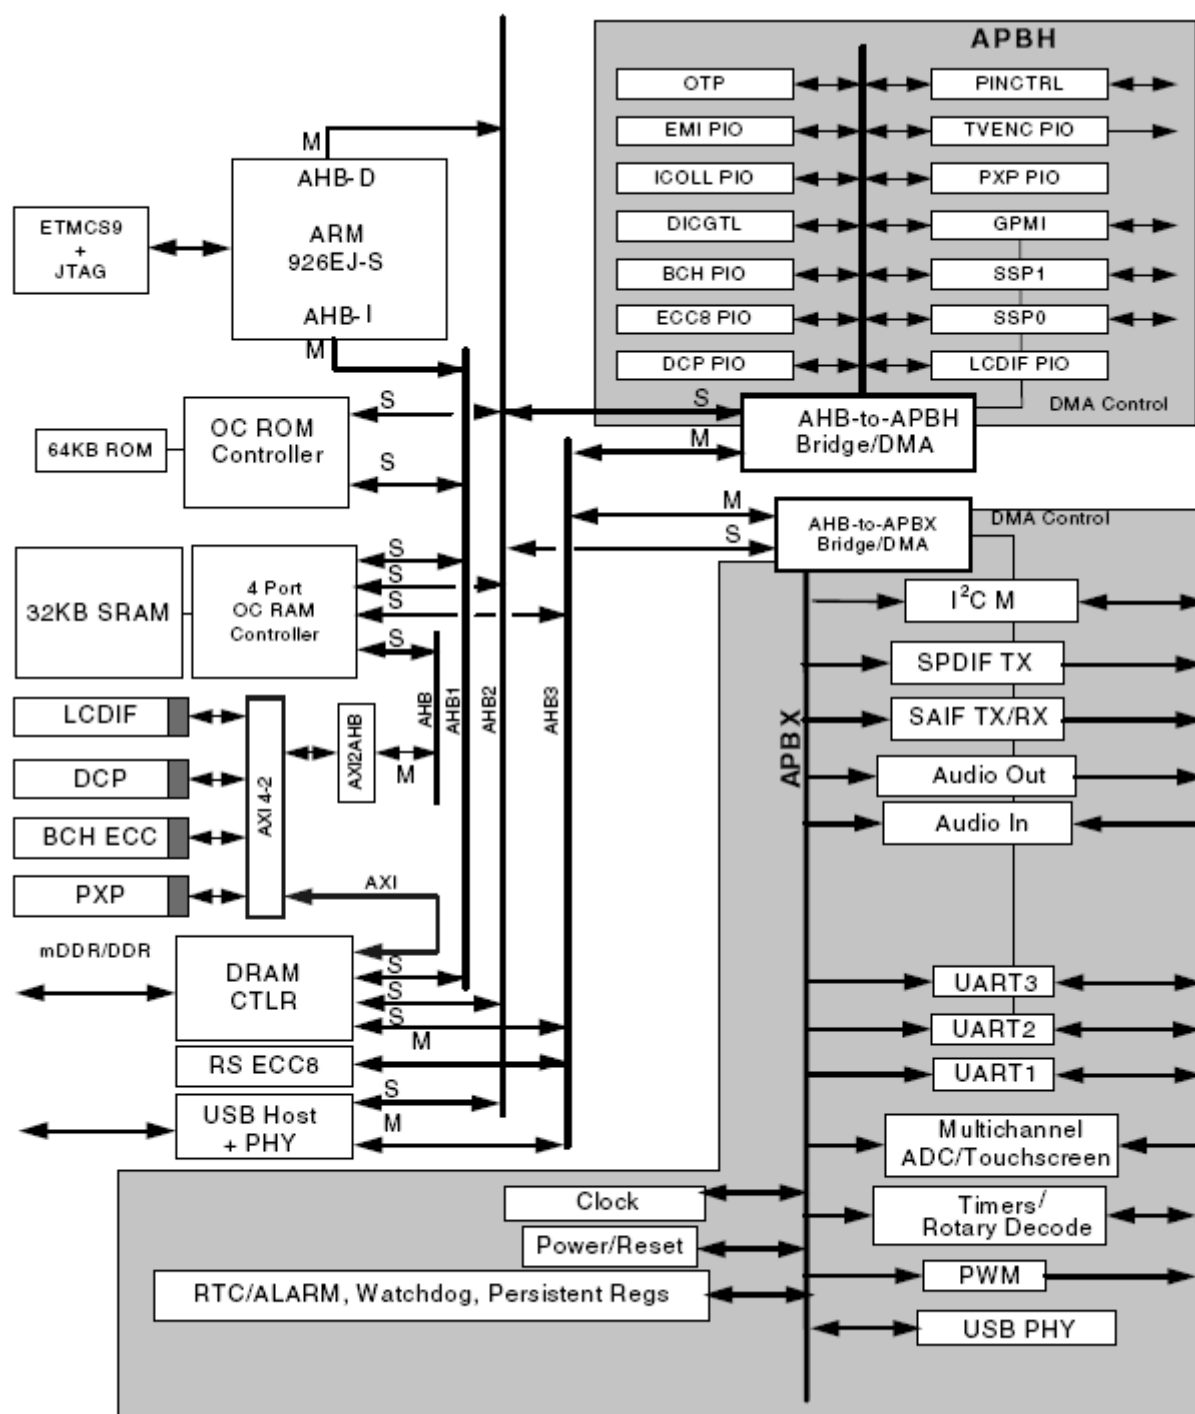 APBH
OTP
PINCTRL
EMI PIO
TVENC PIO
ICOLL PIO
PXP PIO
DICGTL
GPMI
BCH PIO
SSP1
ECC8 PIO
SSP0
DCP PIO
LCDIF PIO
DMA Control
S
AHB-to-APBH
Bridge/DMA
M
M
AHB-D
ARM
926EJ-S
AHB-I
M
ETMCS9
+
JTAG
64KB ROM
OC ROM
Controller
S
S
32KB SRAM
4 Port
OC RAM
Controller
S
S
S
S
AHB
AHB1
AHB2
AHB3
M
S
AHB-to-APBX
Bridge/DMA
DMA Control
LCDIF
DCP
BCH ECC
PXP
AXI 4-2
AXI2AHB
M
AXI
mDDR/DDR
DRAM
CTLR
S
S
S
M
RS ECC8
USB Host
+ PHY
S
M
APBX
I²C M
SPDIF TX
SAIF TX/RX
Audio Out
Audio In
UART3
UART2
UART1
Multichannel
ADC/Touchscreen
Timers/
Rotary Decode
PWM
USB PHY
Clock
Power/Reset
RTC/ALARM, Watchdog, Persistent Regs